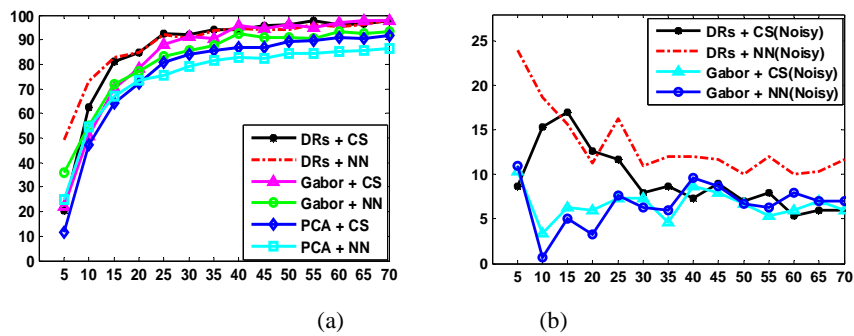 100
90
80
70
60
50
40
30
20
10
0
5 10 15 20 25 30 35 40 45 50 55 60 65 70
DRs + CS
DRs + NN
Gabor + CS
Gabor + NN
PCA + CS
PCA + NN
(a)
25
20
15
10
5
0
5 10 15 20 25 30 35 40 45 50 55 60 65 70
DRs + CS(Noisy)
DRs + NN(Noisy)
Gabor + CS(Noisy)
Gabor + NN(Noisy)
(b)